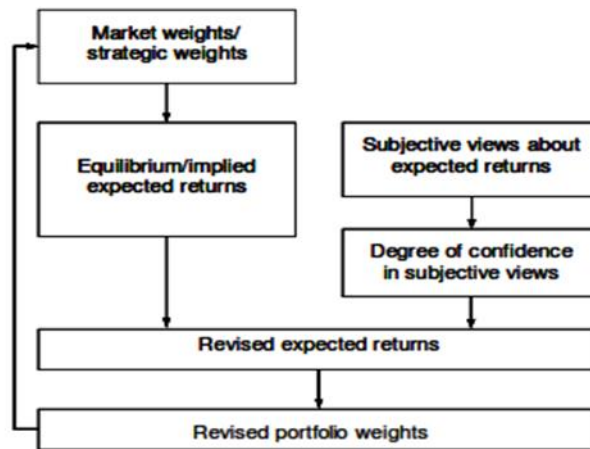 Market weights/
strategic weights
Equilibrium/implied
expected returns
Subjective views about
expected returns
Degree of confidence
in subjective views
Revised expected returns
Revised portfolio weights